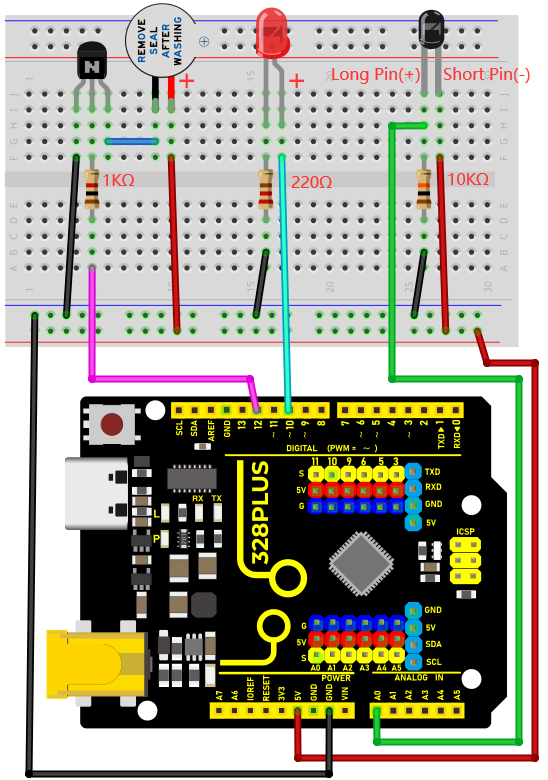 REMOVE
SEAL
AFTER
WASHING
+
+
Long Pin(+)
Short Pin(-)
1
15
J
I
H
G
F
J
I
H
G
F
1KΩ
220Ω
10KΩ
E
D
C
B
A
E
D
C
B
A
1
10
15
20
25
30
SCL
SDA
AREF
GND
13
12
~ 11
~ 10
~ 9
8
7
~ 6
~ 5
4
~ 3
2
TXD▸1
RXD◂0
DIGITAL (PWM = ~ )
11 10 9 6 5 3
S
5V
G
TXD
RXD
GND
5V
RX TX
L
P
328PLUS
ICSP
G
5V
S
A0 A1 A2 A3 A4 A5
GND
5V
SDA
SCL
POWER
ANALOG IN
A7
A6
IOREF
RESET
3V3
5V
GND
GND
VIN
A0
A1
A2
A3
A4
A5